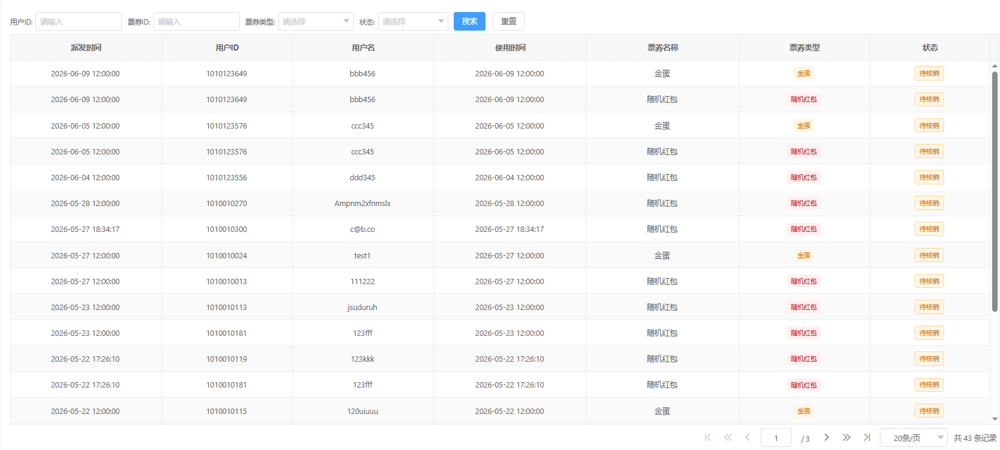 用户ID: 请输入 票券ID: 请输入 票券类型: 请选择 状态: 请选择 搜索 重置
派发时间 用户ID 用户名 使用时间 票券名称 票券类型 状态
2026-06-09 12:00:00 1010123649 bbb456 2026-06-09 12:00:00 金蛋 金蛋 待核销
2026-06-09 12:00:00 1010123649 bbb456 2026-06-09 12:00:00 随机红包 随机红包 待核销
2026-06-05 12:00:00 1010123576 ccc345 2026-06-05 12:00:00 金蛋 金蛋 待核销
2026-06-05 12:00:00 1010123576 ccc345 2026-06-05 12:00:00 随机红包 随机红包 待核销
2026-06-04 12:00:00 1010123556 ddd345 2026-06-04 12:00:00 随机红包 随机红包 待核销
2026-05-28 12:00:00 1010010270 Ampnm2xfnmslx 2026-05-28 12:00:00 随机红包 随机红包 待核销
2026-05-27 18:34:17 1010010300 c@b.co 2026-05-27 18:34:17 随机红包 随机红包 待核销
2026-05-27 12:00:00 1010010024 test1 2026-05-27 12:00:00 金蛋 金蛋 待核销
2026-05-27 12:00:00 1010010013 111222 2026-05-27 12:00:00 随机红包 随机红包 待核销
2026-05-23 12:00:00 1010010113 jsuduruh 2026-05-23 12:00:00 随机红包 随机红包 待核销
2026-05-23 12:00:00 1010010181 123fff 2026-05-23 12:00:00 随机红包 随机红包 待核销
2026-05-22 17:26:10 1010010119 123kkk 2026-05-22 17:26:10 随机红包 随机红包 待核销
2026-05-22 17:26:10 1010010181 123fff 2026-05-22 17:26:10 随机红包 随机红包 待核销
2026-05-22 12:00:00 1010010115 120uiuuu 2026-05-22 12:00:00 金蛋 金蛋 待核销
1 / 3 20条/页 共 43 条记录